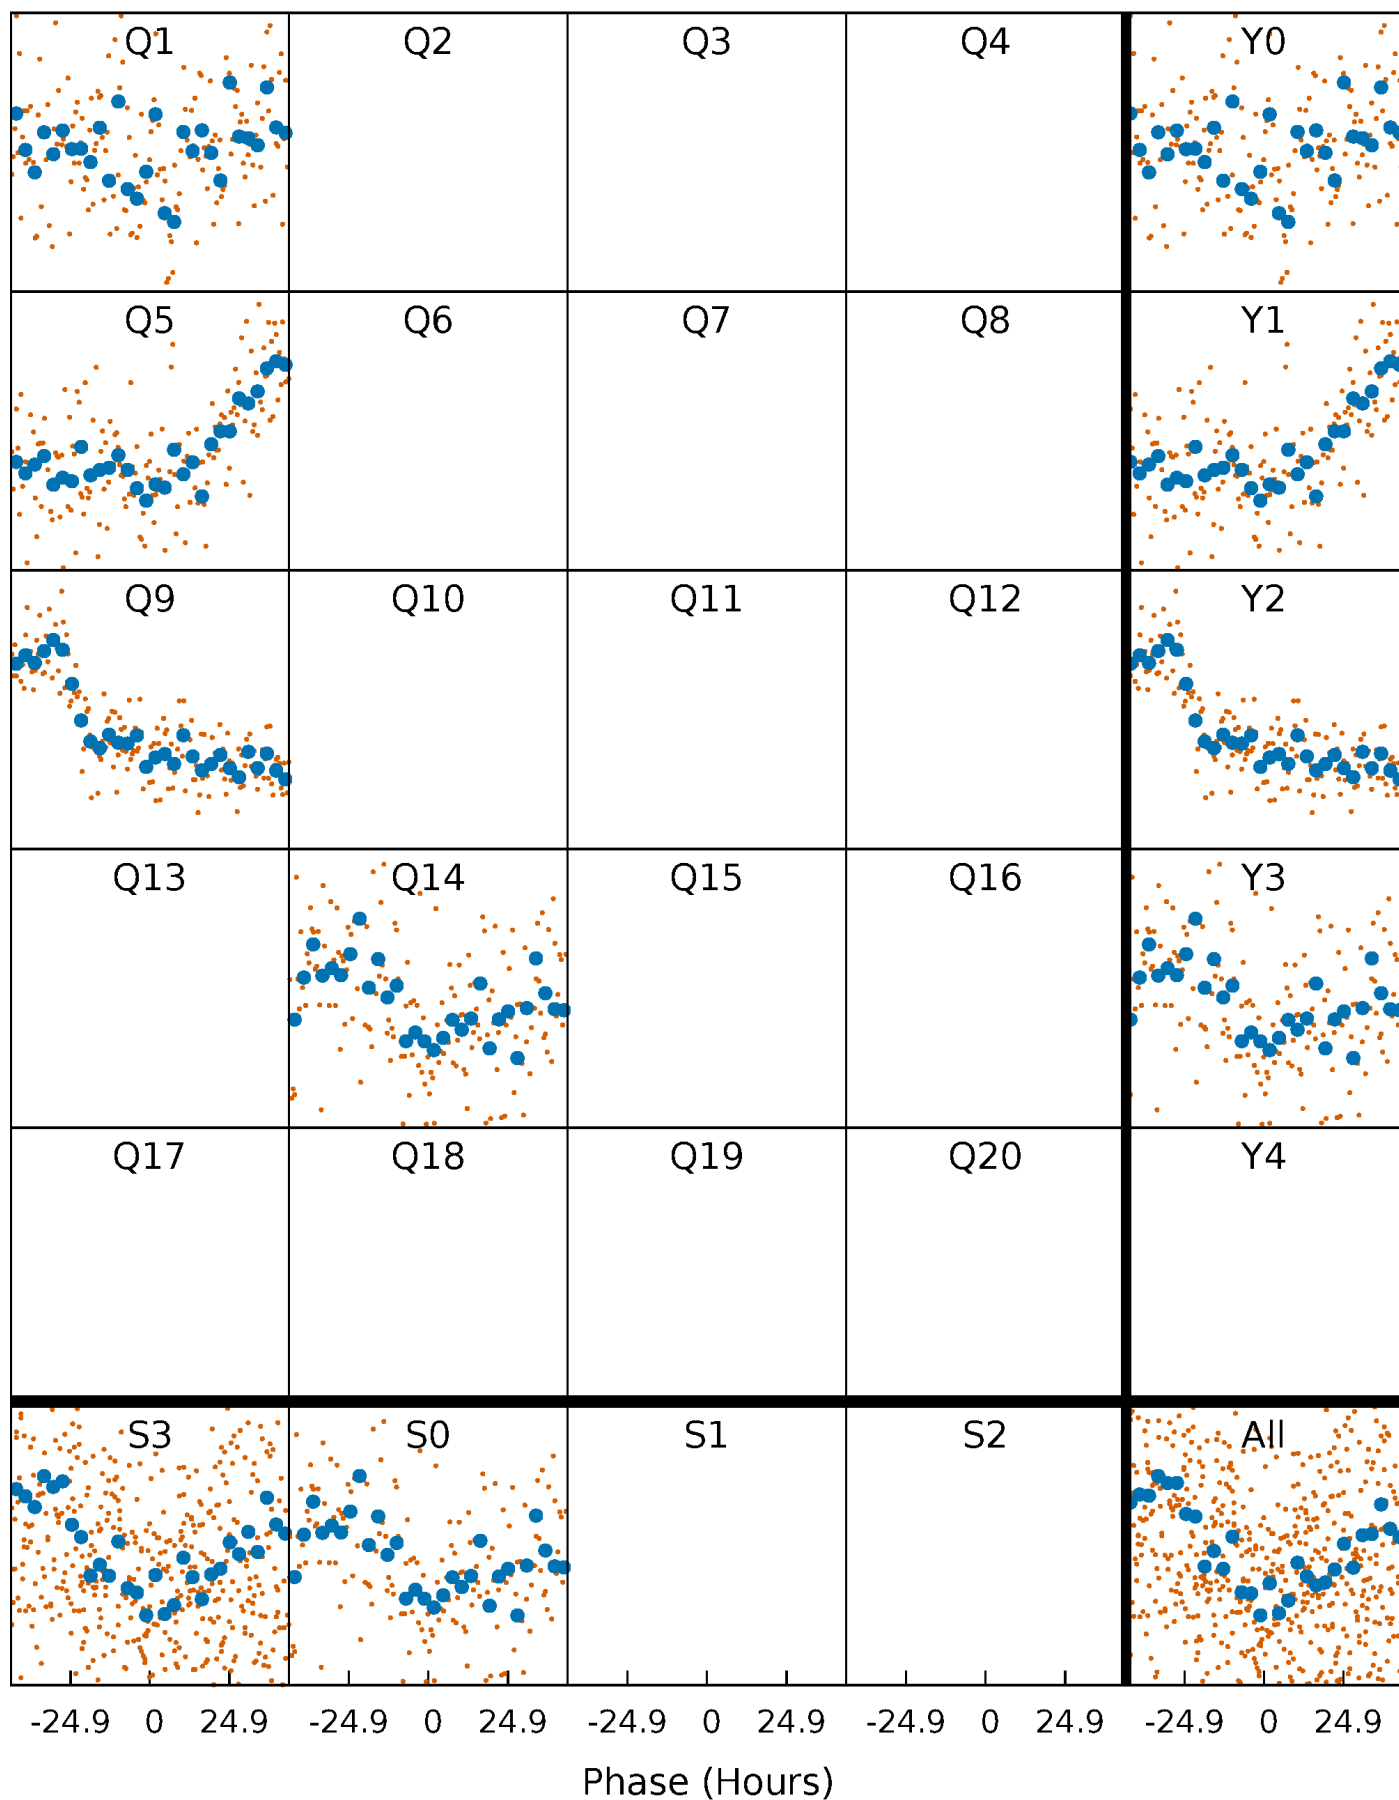 Q1 Q2 Q3 Q4 Y0
Q5 Q6 Q7 Q8 Y1
Q9 Q10 Q11 Q12 Y2
Q13 Q14 Q15 Q16 Y3
Q17 Q18 Q19 Q20 Y4
S3 S0 S1 S2 All
-24.9 0 24.9 -24.9 0 24.9 -24.9 0 24.9 -24.9 0 24.9 -24.9 0 24.9
Phase (Hours)